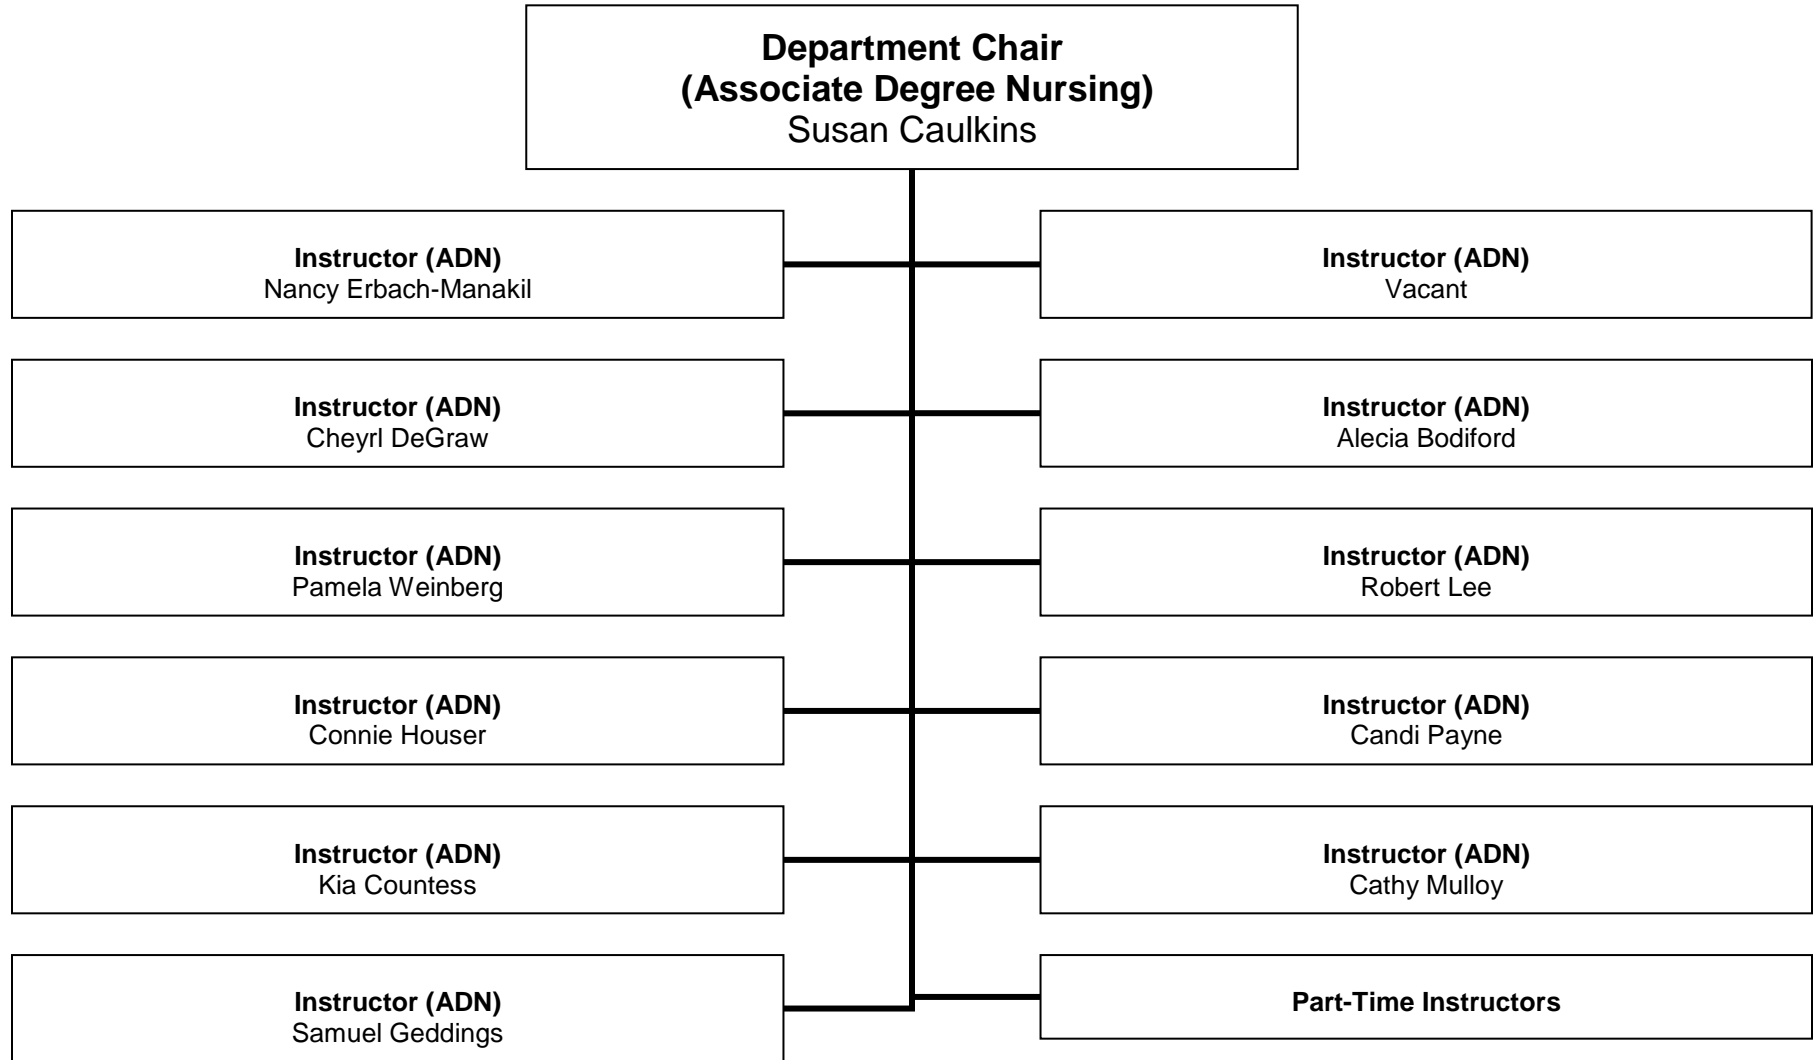 Department Chair
(Associate Degree Nursing)
Susan Caulkins
Instructor (ADN)
Nancy Erbach-Manakil
Instructor (ADN)
Vacant
Instructor (ADN)
Cheyrl DeGraw
Instructor (ADN)
Alecia Bodiford
Instructor (ADN)
Pamela Weinberg
Instructor (ADN)
Robert Lee
Instructor (ADN)
Connie Houser
Instructor (ADN)
Candi Payne
Instructor (ADN)
Kia Countess
Instructor (ADN)
Cathy Mulloy
Instructor (ADN)
Samuel Geddings
Part-Time Instructors